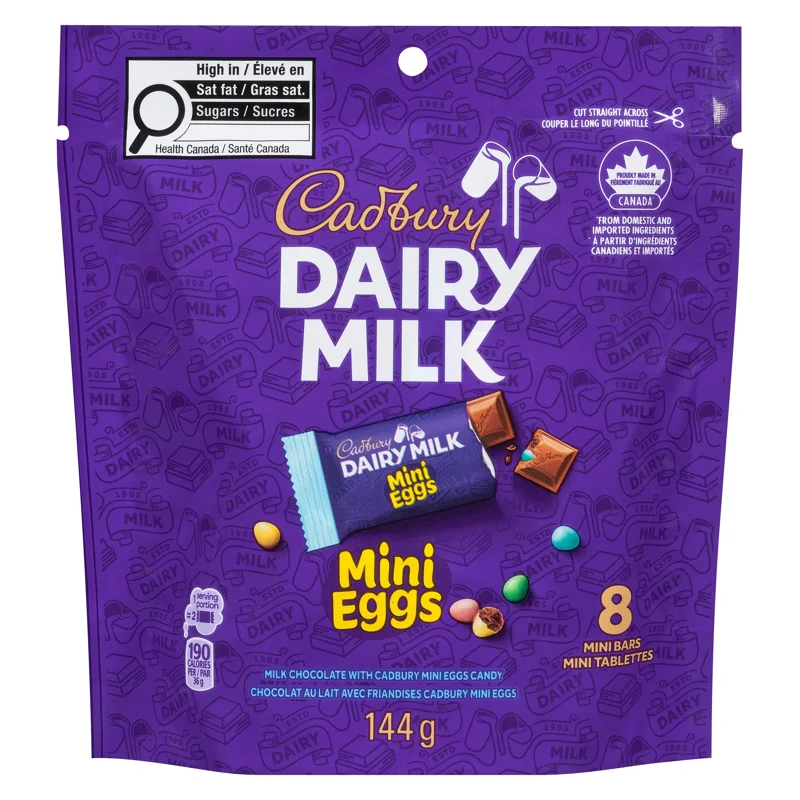 High in / Élevé en
Sat fat / Gras sat.
Sugars / Sucres
Health Canada / Santé Canada
CUT STRAIGHT ACROSS
COUPER LE LONG DU POINTILLÉ
PROUDLY MADE IN
FIÈREMENT FABRIQUÉ AU
CANADA*
*FROM DOMESTIC AND
IMPORTED INGREDIENTS
*À PARTIR D'INGRÉDIENTS
CANADIENS ET IMPORTÉS
Cadbury
DAIRY
MILK
Cadbury
DAIRY MILK
Mini
Eggs
Mini
Eggs
1 serving
portion
=2
190
CALORIES
PER / PAR
36 g
8
MINI BARS
MINI TABLETTES
MILK CHOCOLATE WITH CADBURY MINI EGGS CANDY
CHOCOLAT AU LAIT AVEC FRIANDISES CADBURY MINI EGGS
144 g